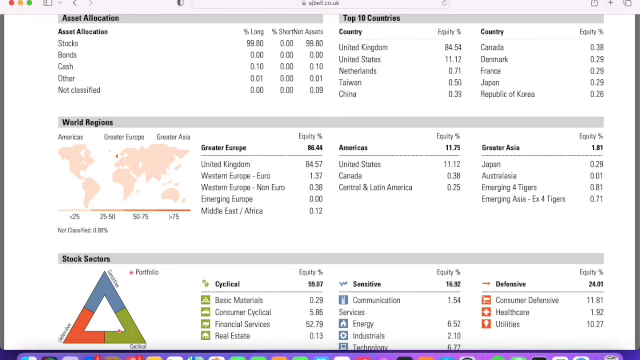 ajbell.co.uk
Asset Allocation
Asset Allocation % Long % Short Net Assets
Stocks 99.80 0.00 99.80
Bonds 0.00 0.00 0.00
Cash 0.10 0.00 0.10
Other 0.01 0.00 0.01
Not classified 0.00 0.00 0.09
Top 10 Countries
Country Equity % Country Equity %
United Kingdom 84.54 Canada 0.38
United States 11.12 Denmark 0.29
Netherlands 0.71 France 0.29
Taiwan 0.50 Japan 0.29
China 0.39 Republic of Korea 0.26
World Regions
Americas Greater Europe Greater Asia
<25 25-50 50-75 >75
Not Classified: 0.00%
Equity %
Greater Europe 86.44
United Kingdom 84.57
Western Europe - Euro 1.37
Western Europe - Non Euro 0.38
Emerging Europe 0.00
Middle East / Africa 0.12
Equity %
Americas 11.75
United States 11.12
Canada 0.38
Central & Latin America 0.25
Equity %
Greater Asia 1.81
Japan 0.29
Australasia 0.01
Emerging 4 Tigers 0.81
Emerging Asia - Ex 4 Tigers 0.71
Stock Sectors
Portfolio
Sensitive
Defensive
Cyclical
Equity %
Cyclical 59.07
Basic Materials 0.29
Consumer Cyclical 5.86
Financial Services 52.79
Real Estate 0.13
Equity %
Sensitive 16.92
Communication 1.54
Services
Energy 6.52
Industrials 2.10
Technology 6.77
Equity %
Defensive 24.01
Consumer Defensive 11.81
Healthcare 1.92
Utilities 10.27